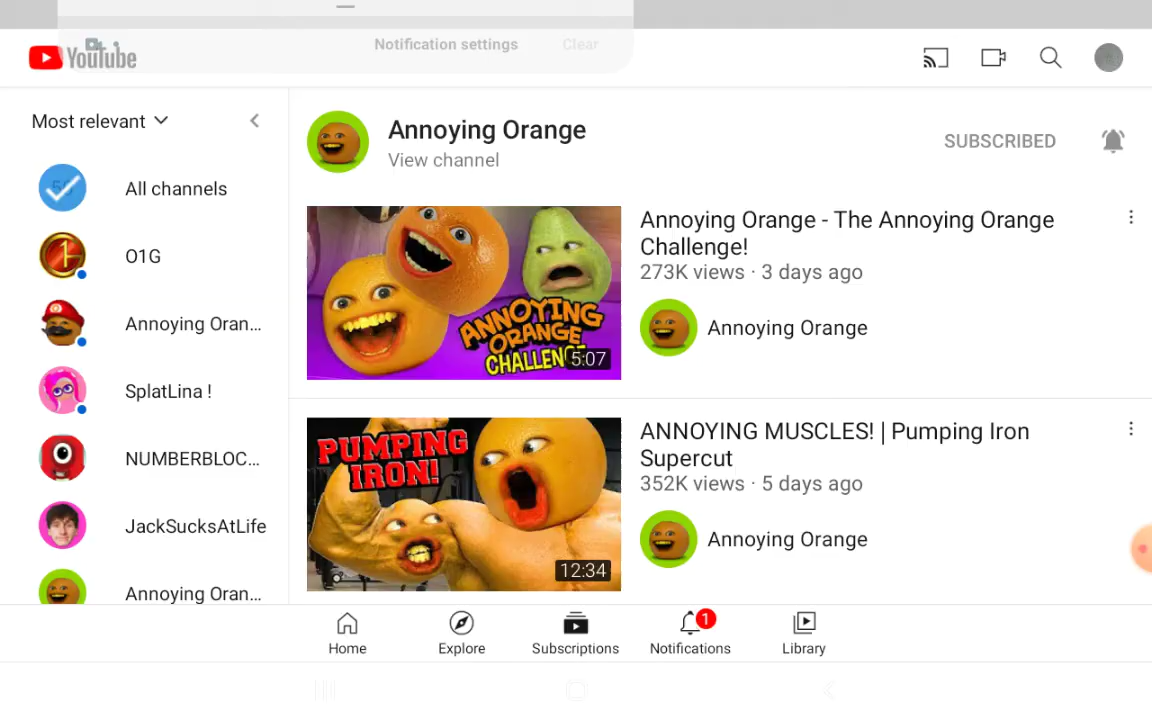 Notification settings
Clear
YouTube
Most relevant
All channels
O1G
Annoying Oran...
SplatLina !
NUMBERBLOC...
JackSucksAtLife
Annoying Oran...
Annoying Orange
View channel
SUBSCRIBED
ANNOYING
ORANGE
5:07
Annoying Orange - The Annoying Orange
Challenge!
273K views · 3 days ago
Annoying Orange
PUMPING
IRON!
12:34
ANNOYING MUSCLES! | Pumping Iron
Supercut
352K views · 5 days ago
Annoying Orange
Home
Explore
Subscriptions
1
Notifications
Library